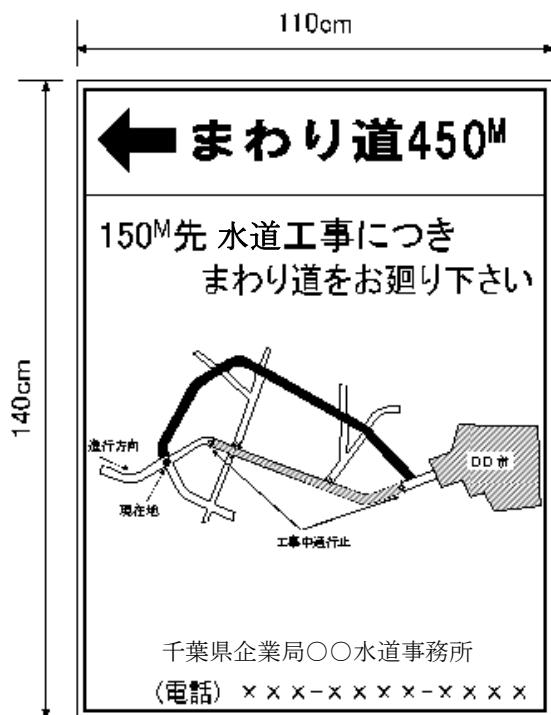 110cm
140cm
まわり道450M
150M先 水道工事につき
まわり道をお廻り下さい
進行方向
現在地
工事中通行止
DD市
千葉県企業局○○水道事務所
(電話) ×××-××××-××××